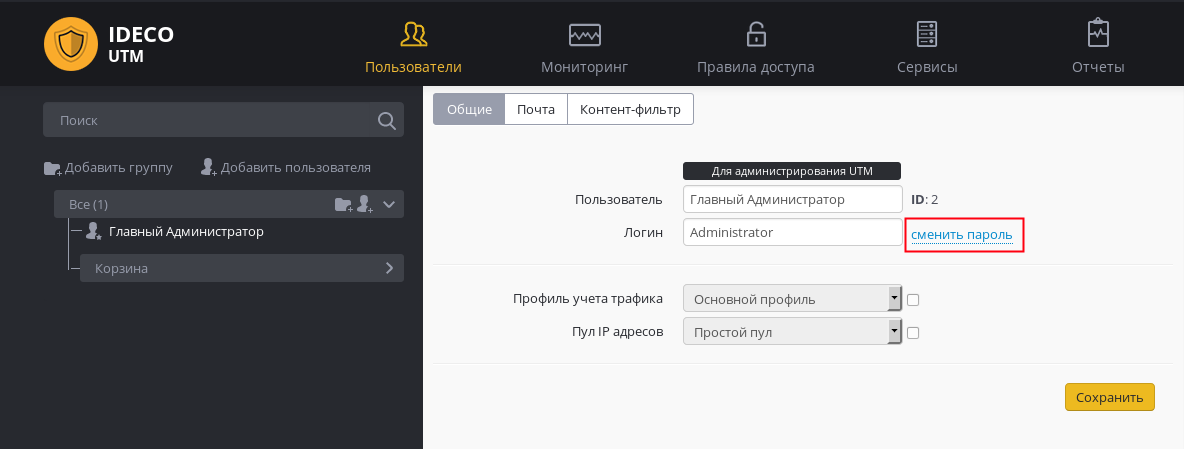 IDECO
UTM
Пользователи
Мониторинг
Правила доступа
Сервисы
Отчеты
Поиск
Добавить группу
Добавить пользователя
Все (1)
Главный Администратор
Корзина
Общие
Почта
Контент-фильтр
Для администрирования UTM
Пользователь
Главный Администратор
ID: 2
Логин
Administrator
сменить пароль
Профиль учета трафика
Основной профиль
Пул IP адресов
Простой пул
Сохранить